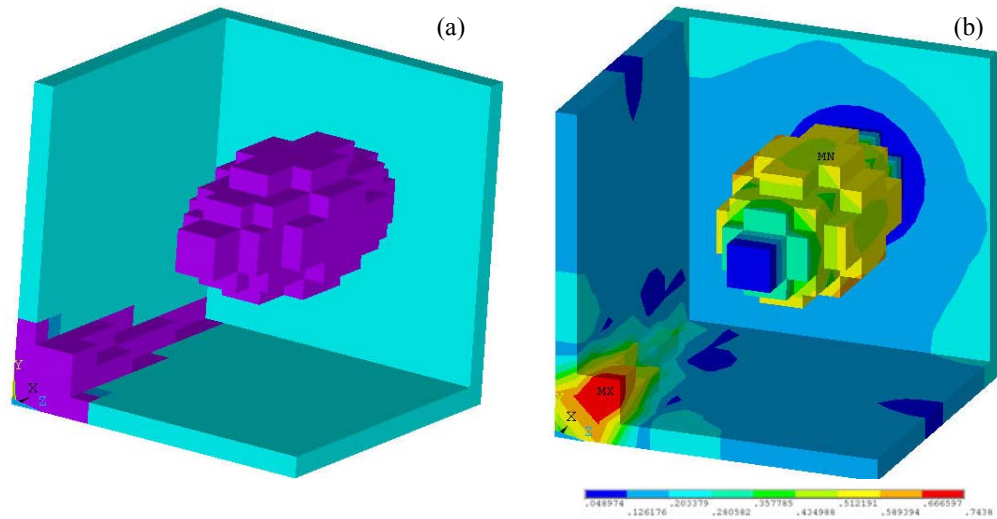 (a)
(b)
MN
Y
X
Z
MX
X
Z
.048974 .203379 .357785 .512191 .666597
.126176 .280582 .434988 .589394 .7438